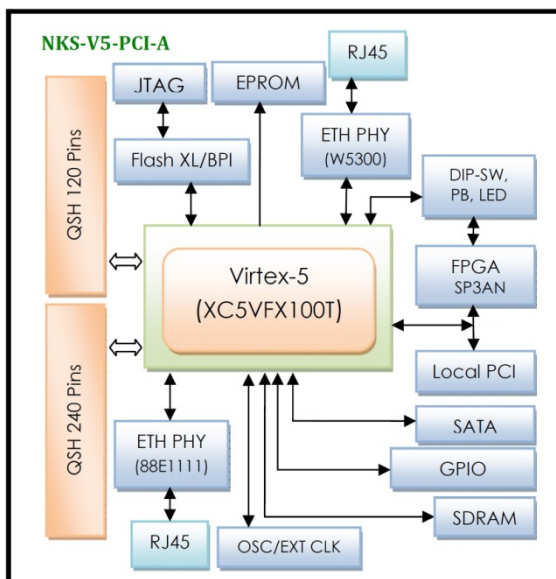 NKS-V5-PCI-A
RJ45
JTAG
EPROM
ETH PHY
(W5300)
QSH 120 Pins
Flash XL/BPI
DIP-SW,
PB, LED
Virtex-5
(XC5VFX100T)
FPGA
SP3AN
Local PCI
QSH 240 Pins
ETH PHY
(88E1111)
SATA
GPIO
SDRAM
RJ45
OSC/EXT CLK